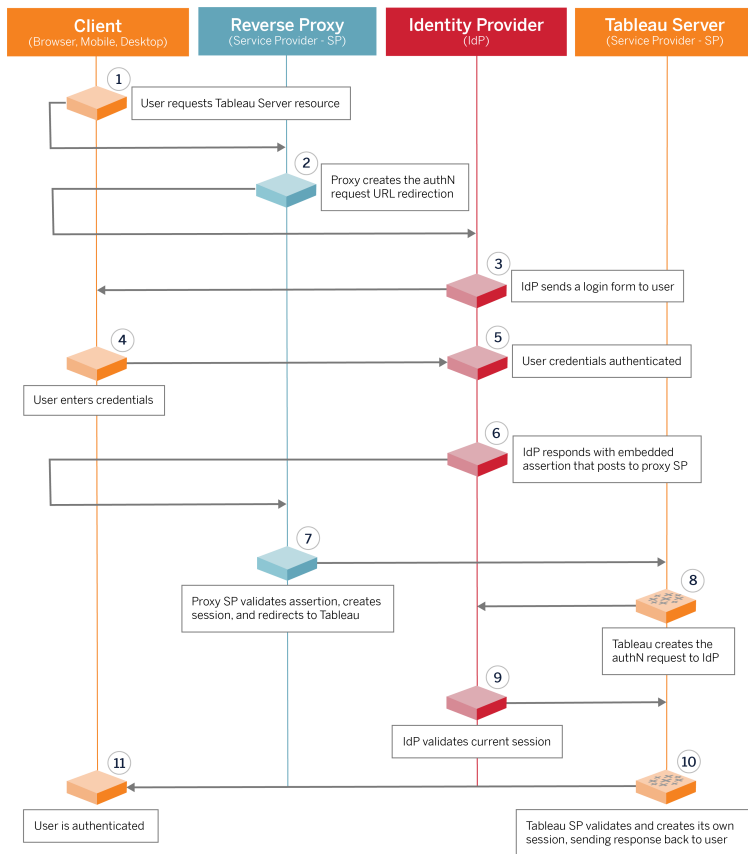 Client
(Browser, Mobile, Desktop)
Reverse Proxy
(Service Provider - SP)
Identity Provider
(IdP)
Tableau Server
(Service Provider - SP)
1
User requests Tableau Server resource
2
Proxy creates the authN
request URL redirection
3
IdP sends a login form to user
4
User enters credentials
5
User credentials authenticated
6
IdP responds with embedded
assertion that posts to proxy SP
7
Proxy SP validates assertion, creates
session, and redirects to Tableau
8
Tableau creates the
authN request to IdP
9
IdP validates current session
10
Tableau SP validates and creates its own
session, sending response back to user
11
User is authenticated